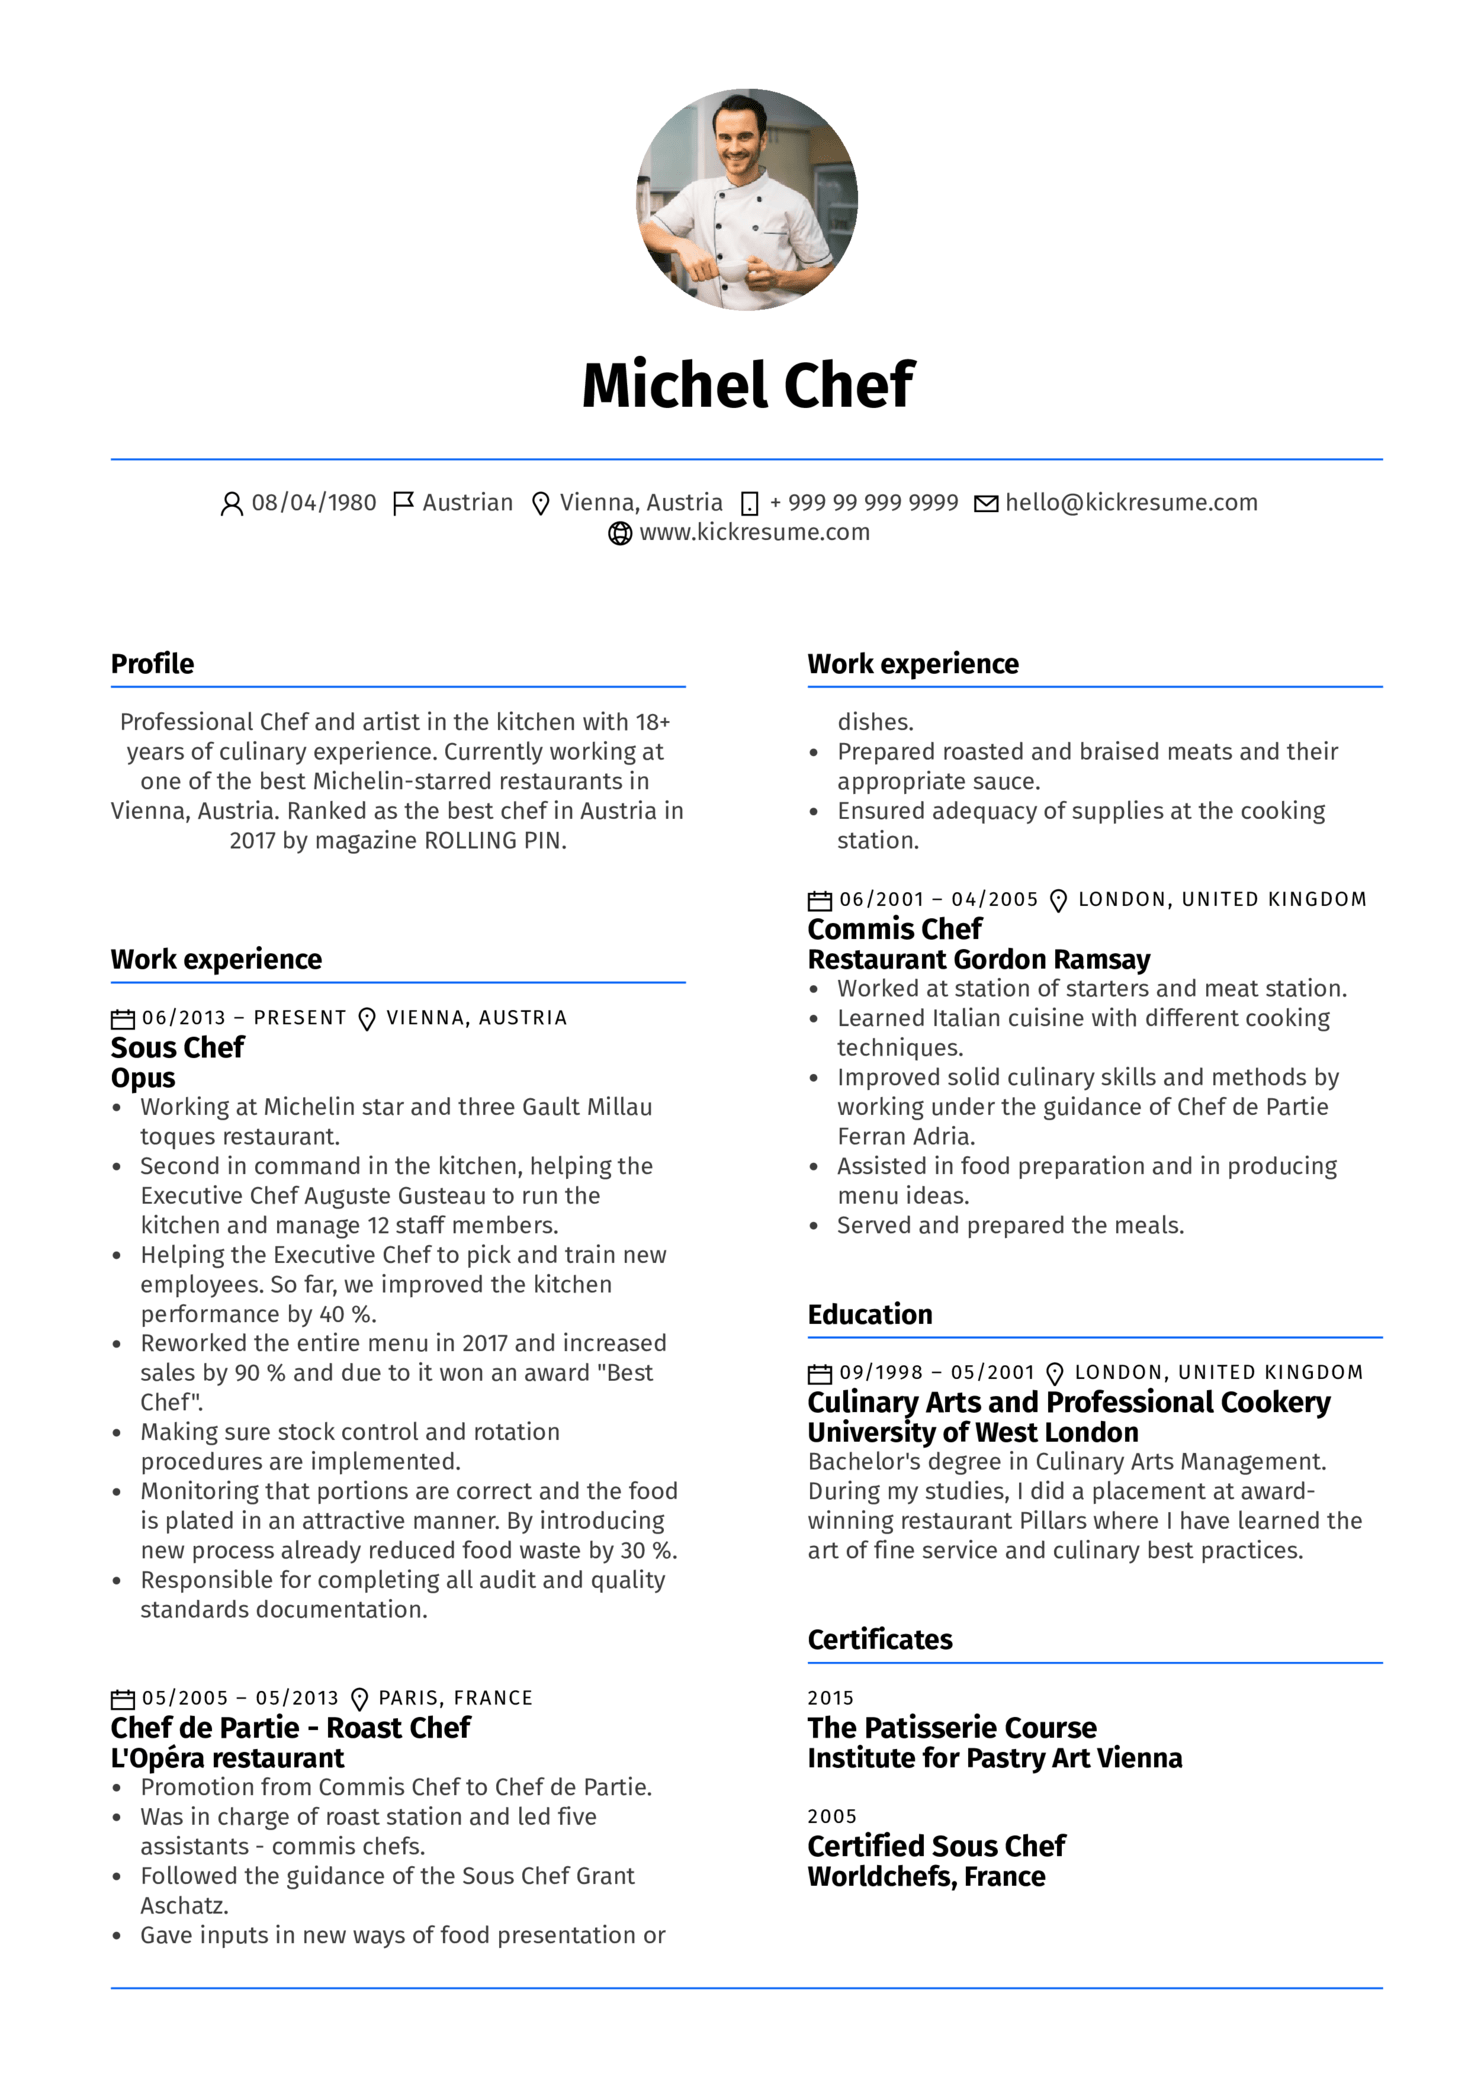 Michel Chef
08/04/1980 Austrian Vienna, Austria + 999 99 999 9999 hello@kickresume.com
www.kickresume.com
Profile
Professional Chef and artist in the kitchen with 18+
years of culinary experience. Currently working at
one of the best Michelin-starred restaurants in
Vienna, Austria. Ranked as the best chef in Austria in
2017 by magazine ROLLING PIN.
Work experience
06/2013 – PRESENT VIENNA, AUSTRIA
Sous Chef
Opus
• Working at Michelin star and three Gault Millau
toques restaurant.
• Second in command in the kitchen, helping the
Executive Chef Auguste Gusteau to run the
kitchen and manage 12 staff members.
• Helping the Executive Chef to pick and train new
employees. So far, we improved the kitchen
performance by 40 %.
• Reworked the entire menu in 2017 and increased
sales by 90 % and due to it won an award "Best
Chef".
• Making sure stock control and rotation
procedures are implemented.
• Monitoring that portions are correct and the food
is plated in an attractive manner. By introducing
new process already reduced food waste by 30 %.
• Responsible for completing all audit and quality
standards documentation.
05/2005 – 05/2013 PARIS, FRANCE
Chef de Partie - Roast Chef
L'Opéra restaurant
• Promotion from Commis Chef to Chef de Partie.
• Was in charge of roast station and led five
assistants - commis chefs.
• Followed the guidance of the Sous Chef Grant
Aschatz.
• Gave inputs in new ways of food presentation or
Work experience
dishes.
• Prepared roasted and braised meats and their
appropriate sauce.
• Ensured adequacy of supplies at the cooking
station.
06/2001 – 04/2005 LONDON, UNITED KINGDOM
Commis Chef
Restaurant Gordon Ramsay
• Worked at station of starters and meat station.
• Learned Italian cuisine with different cooking
techniques.
• Improved solid culinary skills and methods by
working under the guidance of Chef de Partie
Ferran Adria.
• Assisted in food preparation and in producing
menu ideas.
• Served and prepared the meals.
Education
09/1998 – 05/2001 LONDON, UNITED KINGDOM
Culinary Arts and Professional Cookery
University of West London
Bachelor's degree in Culinary Arts Management.
During my studies, I did a placement at award-
winning restaurant Pillars where I have learned the
art of fine service and culinary best practices.
Certificates
2015
The Patisserie Course
Institute for Pastry Art Vienna
2005
Certified Sous Chef
Worldchefs, France